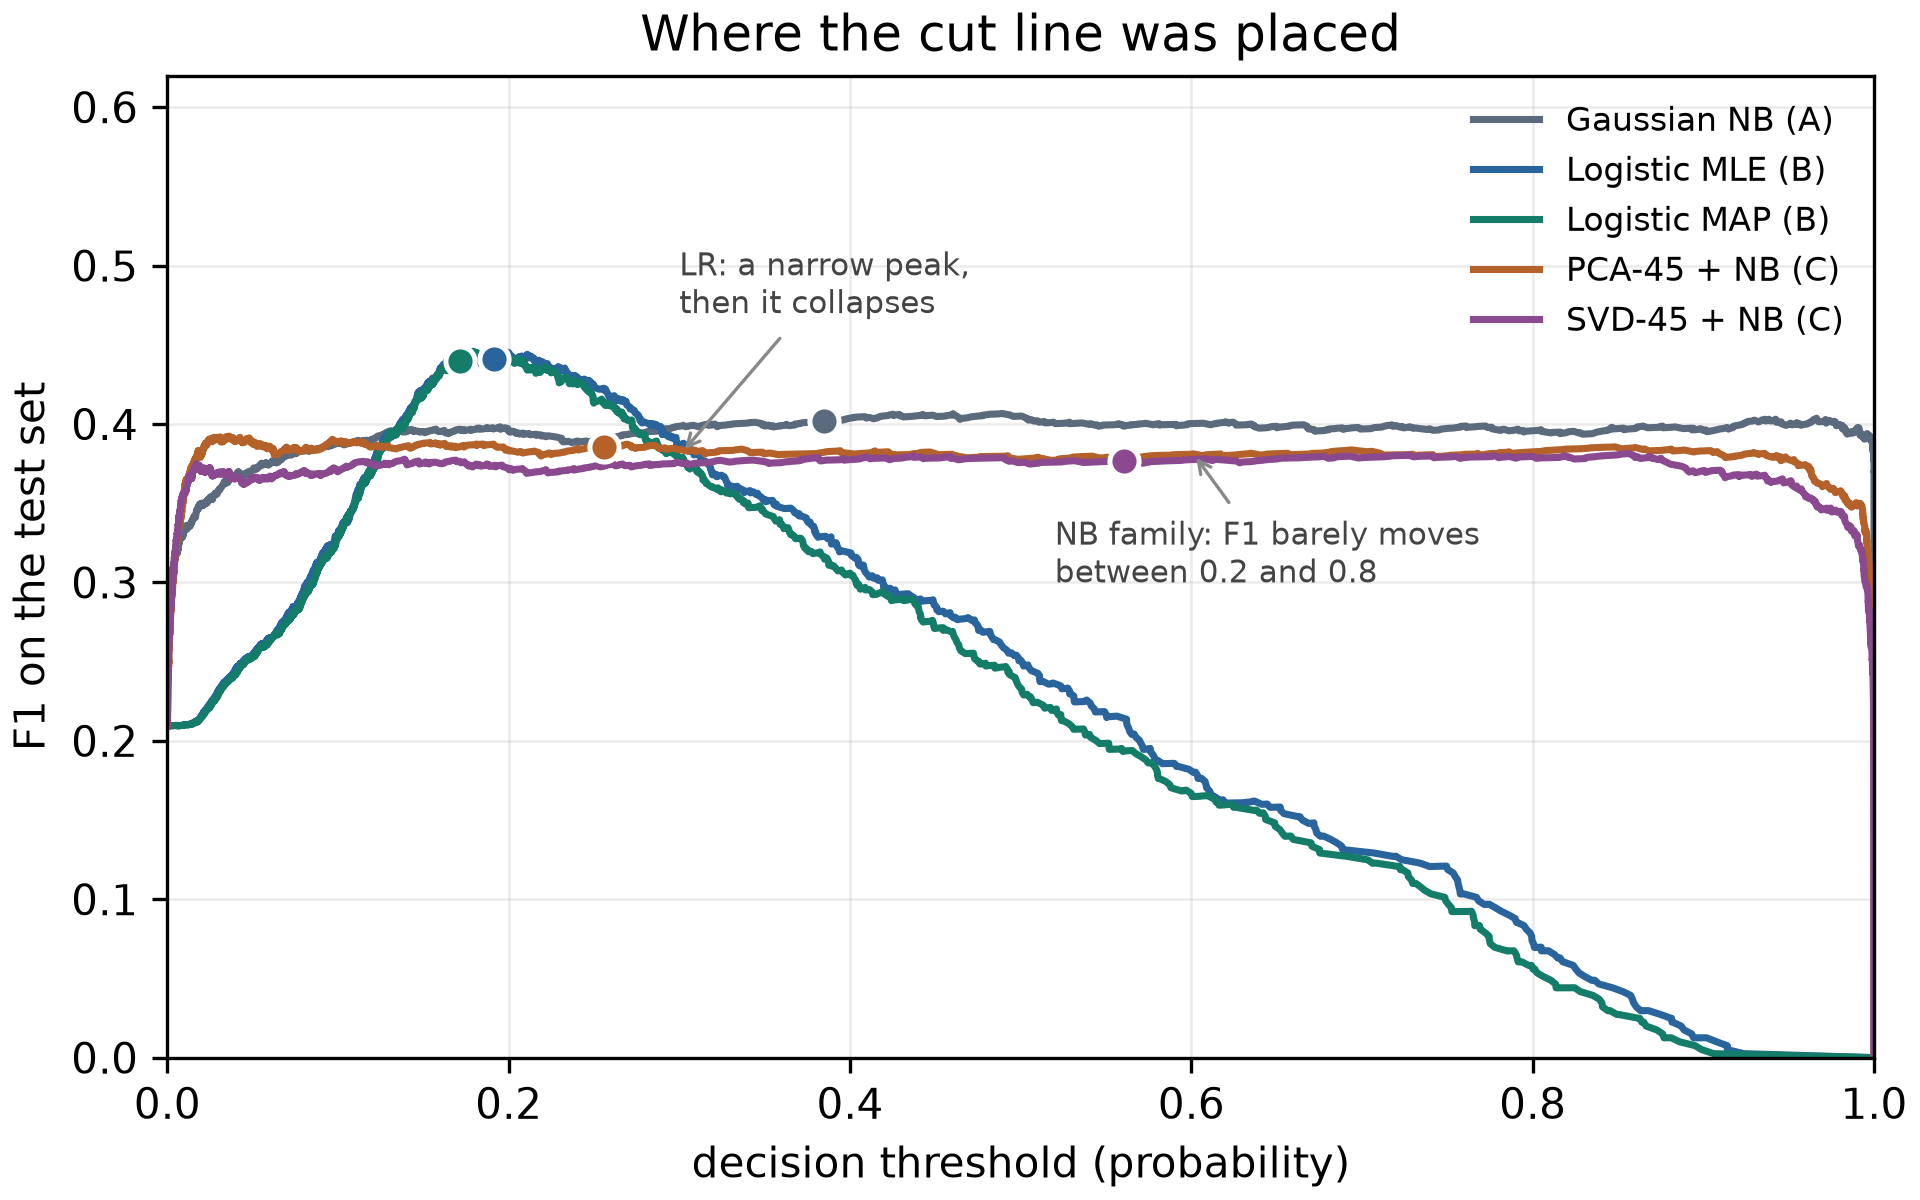 Where the cut line was placed
Gaussian NB (A)
Logistic MLE (B)
Logistic MAP (B)
PCA-45 + NB (C)
SVD-45 + NB (C)
LR: a narrow peak,
then it collapses
NB family: F1 barely moves
between 0.2 and 0.8
F1 on the test set
0.6
0.5
0.4
0.3
0.2
0.1
0.0
0.0 0.2 0.4 0.6 0.8 1.0
decision threshold (probability)